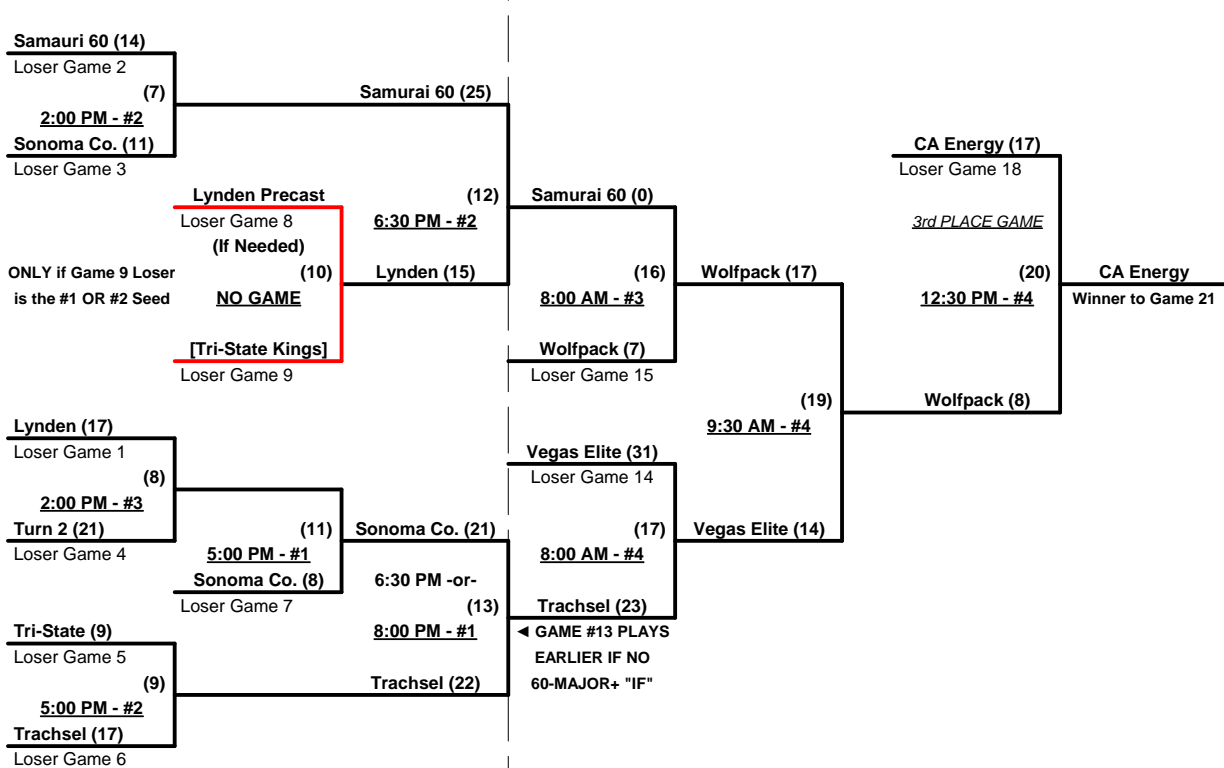 Samauri 60 (14)
Loser Game 2
(7)
2:00 PM - #2
Sonoma Co. (11)
Loser Game 3
Samurai 60 (25)
Lynden Precast
Loser Game 8
(If Needed)
ONLY if Game 9 Loser
is the #1 OR #2 Seed
(10)
NO GAME
[Tri-State Kings]
Loser Game 9
(12)
6:30 PM - #2
Lynden (15)
Samurai 60 (0)
(16)
8:00 AM - #3
Wolfpack (7)
Loser Game 15
Wolfpack (17)
CA Energy (17)
Loser Game 18
3rd PLACE GAME
(20)
12:30 PM - #4
CA Energy
Winner to Game 21
(19)
9:30 AM - #4
Wolfpack (8)
Lynden (17)
Loser Game 1
(8)
2:00 PM - #3
Turn 2 (21)
Loser Game 4
(11)
5:00 PM - #1
Sonoma Co. (8)
Loser Game 7
Sonoma Co. (21)
6:30 PM -or-
(13)
8:00 PM - #1
Vegas Elite (31)
Loser Game 14
(17)
8:00 AM - #4
Vegas Elite (14)
Trachsel (23)
◄ GAME #13 PLAYS
EARLIER IF NO
60-MAJOR+ "IF"
Tri-State (9)
Loser Game 5
(9)
5:00 PM - #2
Trachsel (17)
Loser Game 6
Trachsel (22)